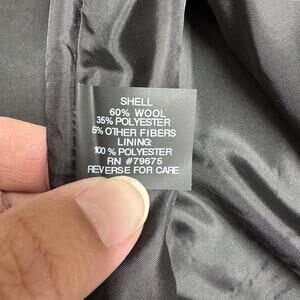 SHELL
60% WOOL
35% POLYESTER
5% OTHER FIBERS
LINING:
100% POLYESTER
RN #79675
REVERSE FOR CARE